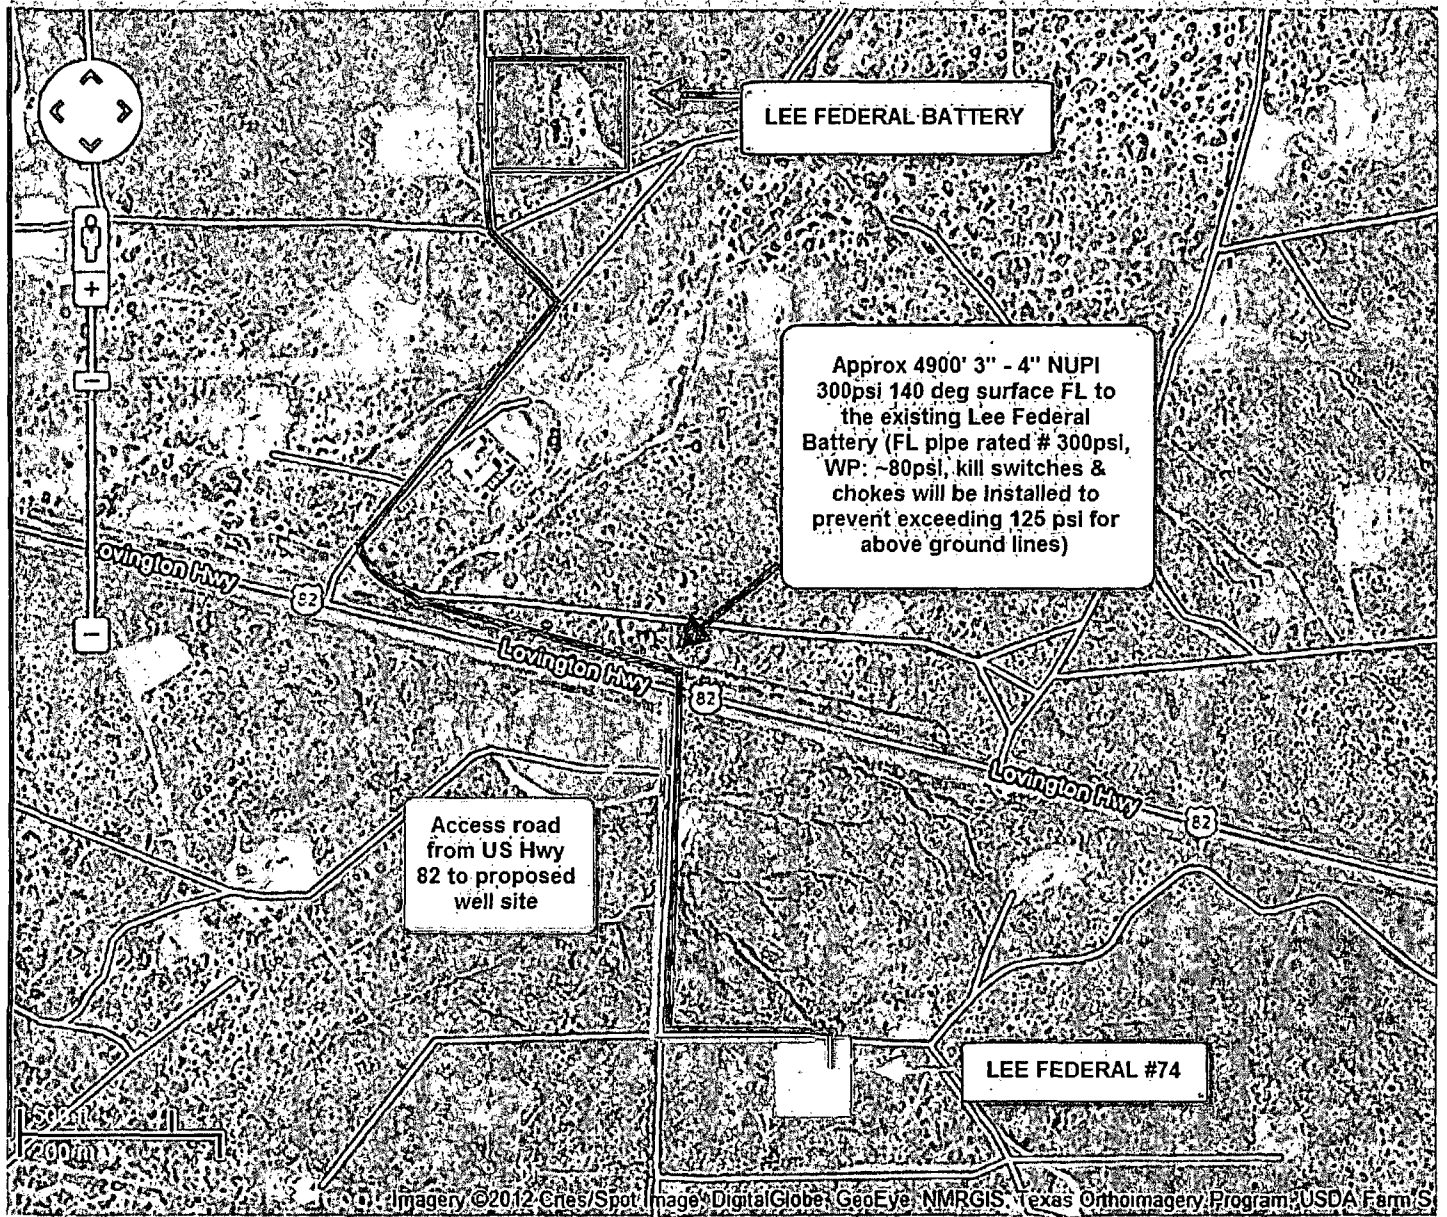 LEE FEDERAL BATTERY
Approx 4900' 3" - 4" NUPI
300psi 140 deg surface FL to
the existing Lee Federal
Battery (FL pipe rated # 300psi,
WP: ~80psi, kill switches &
chokes will be installed to
prevent exceeding 125 psi for
above ground lines)
Lovington Hwy
82
Lovington Hwy
82
Lovington Hwy
82
Access road
from US Hwy
82 to proposed
well site
LEE FEDERAL #74
200 m
Imagery ©2012 Cnes/Spot Image, DigitalGlobe, GeoEye, NMRGIS, Texas Orthoimagery Program, USDA Farm S